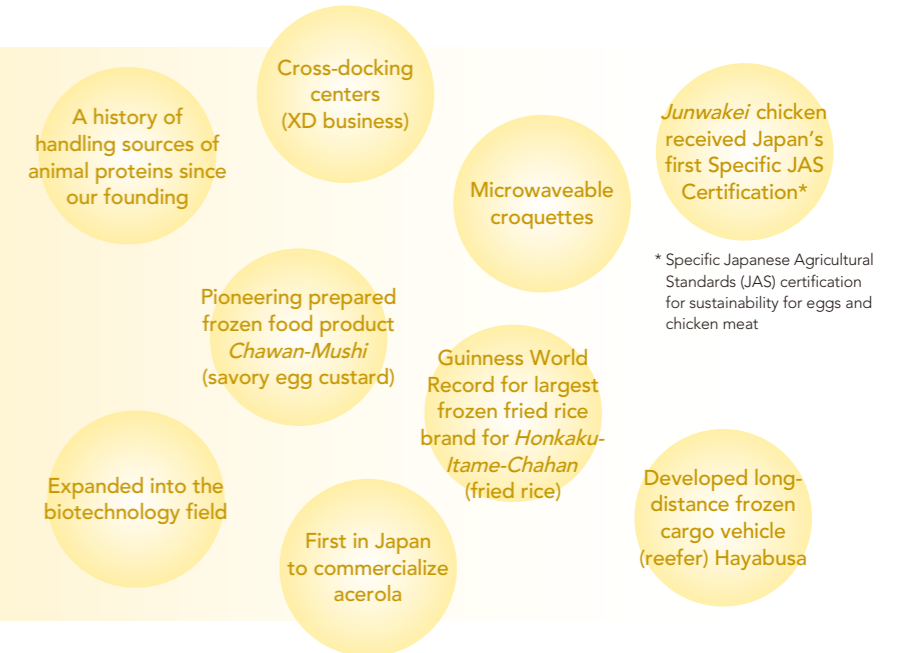 Cross-docking
centers
(XD business)
A history of
handling sources of
animal proteins since
our founding
Junwakei chicken
received Japan's
first Specific JAS
Certification*
Microwaveable
croquettes
* Specific Japanese Agricultural
Standards (JAS) certification
for sustainability for eggs and
chicken meat
Pioneering prepared
frozen food product
Chawan-Mushi
(savory egg custard)
Guinness World
Record for largest
frozen fried rice
brand for Honkaku-
Itame-Chahan
(fried rice)
Expanded into the
biotechnology field
Developed long-
distance frozen
cargo vehicle
(reefer) Hayabusa
First in Japan
to commercialize
acerola